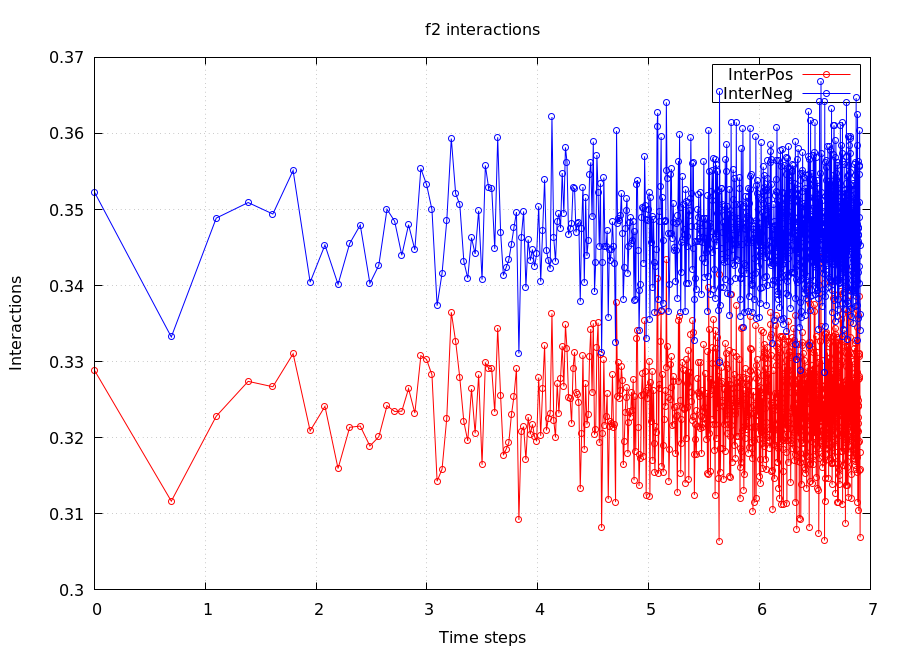 f2 interactions
0.37
0.36
0.35
0.34
0.33
0.32
0.31
0.3
0 1 2 3 4 5 6 7
Interactions
Time steps
InterPos
InterNeg